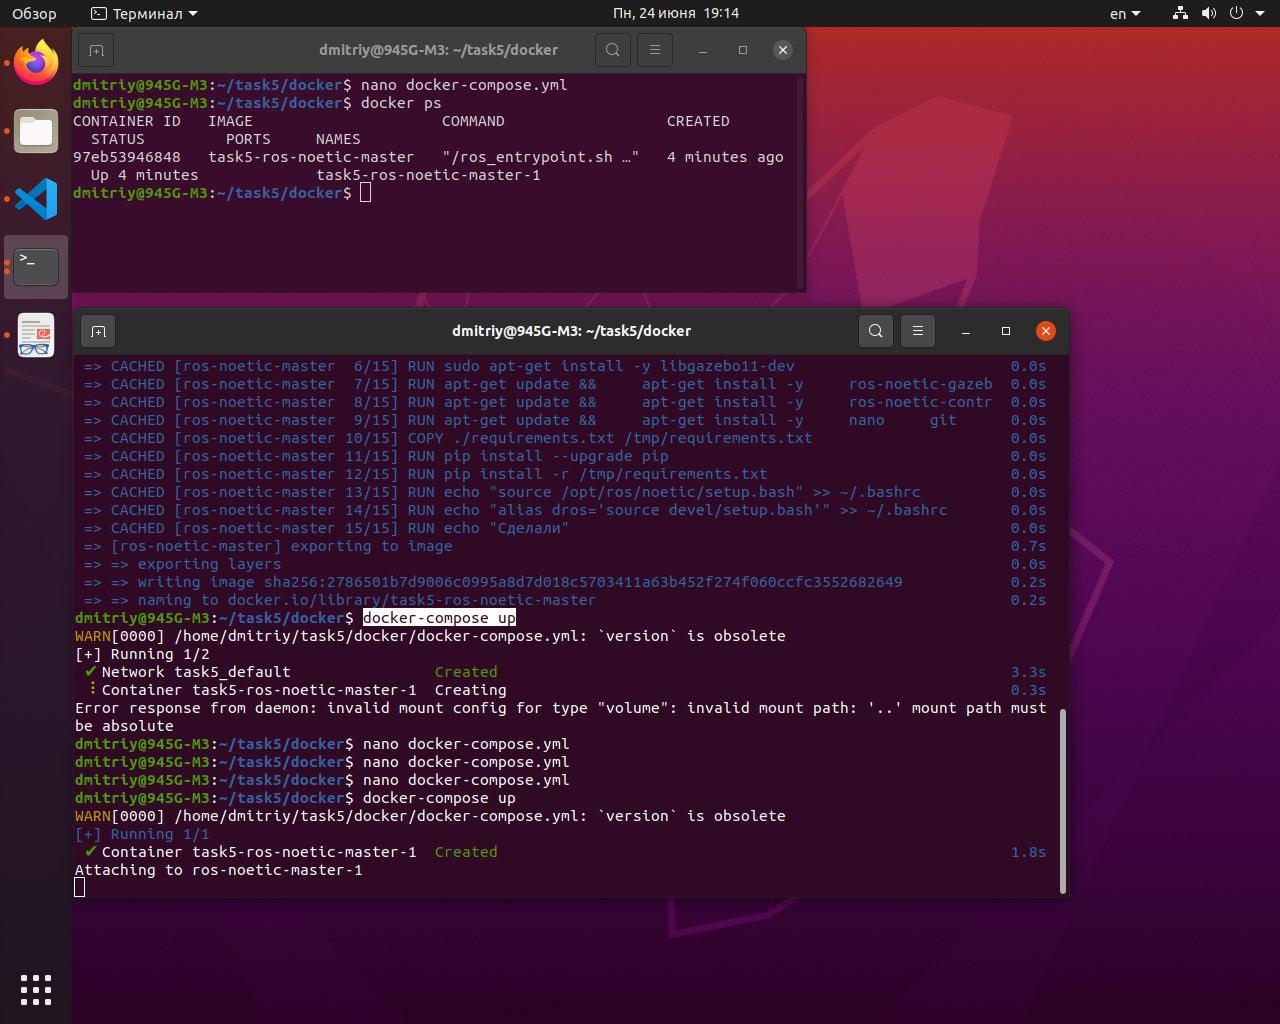 Обзор
Терминал
Пн, 24 июня 19:14
en
dmitriy@945G-M3: ~/task5/docker
dmitriy@945G-M3:~/task5/docker$ nano docker-compose.yml
dmitriy@945G-M3:~/task5/docker$ docker ps
CONTAINER ID   IMAGE                     COMMAND                  CREATED
  STATUS         PORTS     NAMES
97eb53946848   task5-ros-noetic-master   "/ros_entrypoint.sh …"   4 minutes ago
  Up 4 minutes             task5-ros-noetic-master-1
dmitriy@945G-M3:~/task5/docker$
dmitriy@945G-M3: ~/task5/docker
=> CACHED [ros-noetic-master  6/15] RUN sudo apt-get install -y libgazebo11-dev 0.0s
=> CACHED [ros-noetic-master  7/15] RUN apt-get update &&     apt-get install -y     ros-noetic-gazeb 0.0s
=> CACHED [ros-noetic-master  8/15] RUN apt-get update &&     apt-get install -y     ros-noetic-contr 0.0s
=> CACHED [ros-noetic-master  9/15] RUN apt-get update &&     apt-get install -y     nano     git 0.0s
=> CACHED [ros-noetic-master 10/15] COPY ./requirements.txt /tmp/requirements.txt 0.0s
=> CACHED [ros-noetic-master 11/15] RUN pip install --upgrade pip 0.0s
=> CACHED [ros-noetic-master 12/15] RUN pip install -r /tmp/requirements.txt 0.0s
=> CACHED [ros-noetic-master 13/15] RUN echo "source /opt/ros/noetic/setup.bash" >> ~/.bashrc 0.0s
=> CACHED [ros-noetic-master 14/15] RUN echo "alias dros='source devel/setup.bash'" >> ~/.bashrc 0.0s
=> CACHED [ros-noetic-master 15/15] RUN echo "Сделали" 0.0s
=> [ros-noetic-master] exporting to image 0.7s
=> => exporting layers 0.0s
=> => writing image sha256:2786501b7d9006c0995a8d7d018c5703411a63b452f274f060ccfc3552682649 0.2s
=> => naming to docker.io/library/task5-ros-noetic-master 0.2s
dmitriy@945G-M3:~/task5/docker$ docker-compose up
WARN[0000] /home/dmitriy/task5/docker/docker-compose.yml: `version` is obsolete
[+] Running 1/2
✔ Network task5_default                Created 3.3s
⠸ Container task5-ros-noetic-master-1  Creating 0.3s
Error response from daemon: invalid mount config for type "volume": invalid mount path: '..' mount path must
be absolute
dmitriy@945G-M3:~/task5/docker$ nano docker-compose.yml
dmitriy@945G-M3:~/task5/docker$ nano docker-compose.yml
dmitriy@945G-M3:~/task5/docker$ nano docker-compose.yml
dmitriy@945G-M3:~/task5/docker$ docker-compose up
WARN[0000] /home/dmitriy/task5/docker/docker-compose.yml: `version` is obsolete
[+] Running 1/1
✔ Container task5-ros-noetic-master-1  Created 1.8s
Attaching to ros-noetic-master-1